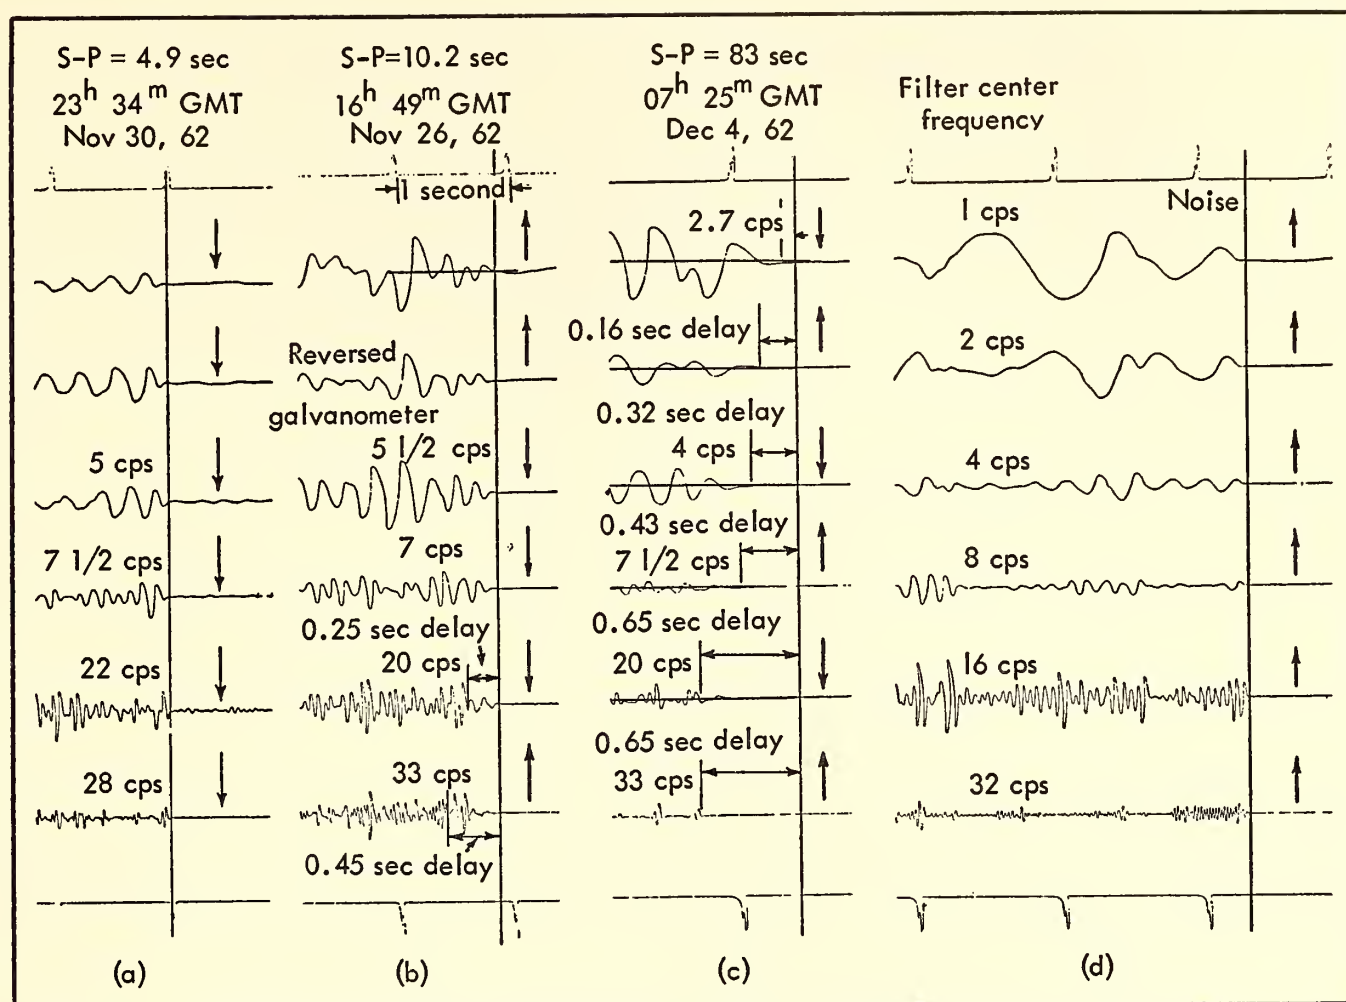 S-P = 4.9 sec
23h 34m GMT
Nov 30, 62
5 cps
7 1/2 cps
22 cps
28 cps
(a)
S-P=10.2 sec
16h 49m GMT
Nov 26, 62
1 second
Reversed
galvanometer
5 1/2 cps
7 cps
0.25 sec delay
20 cps
33 cps
0.45 sec delay
(b)
S-P = 83 sec
07h 25m GMT
Dec 4, 62
2.7 cps
0.16 sec delay
0.32 sec delay
4 cps
0.43 sec delay
7 1/2 cps
0.65 sec delay
20 cps
0.65 sec delay
33 cps
(c)
Filter center
frequency
Noise
1 cps
2 cps
4 cps
8 cps
16 cps
32 cps
(d)